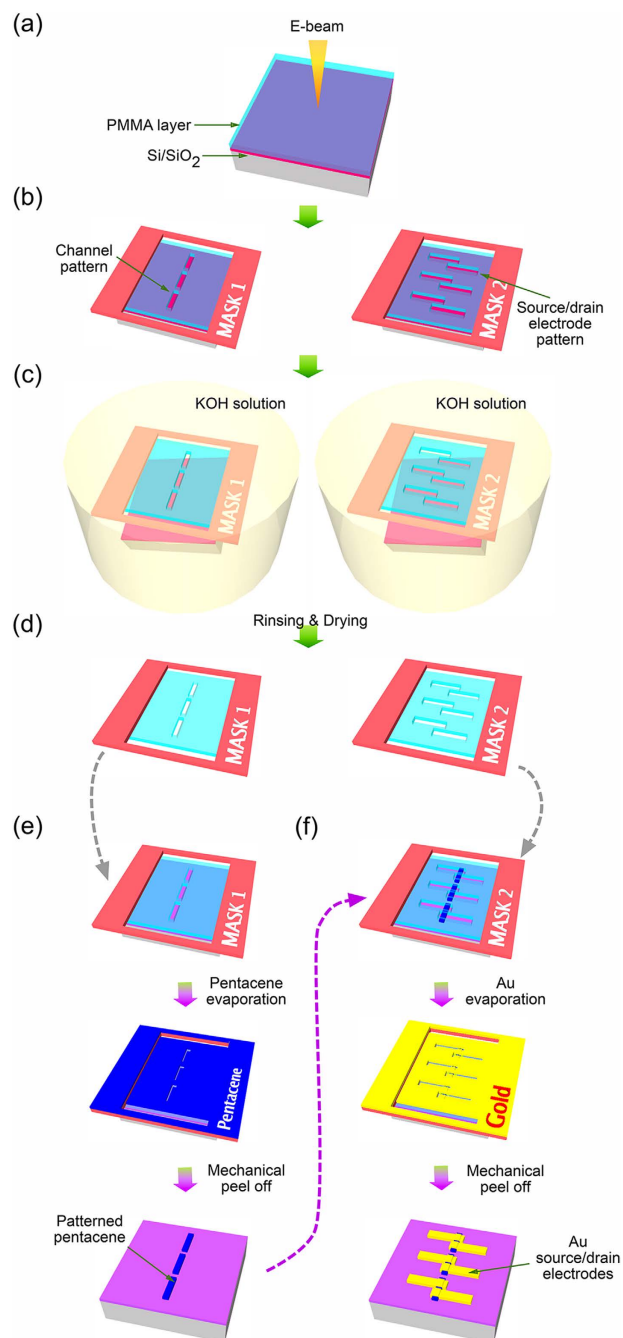 (a)
E-beam
PMMA layer
Si/SiO2
(b)
Channel
pattern
MASK 1
MASK 2
Source/drain
electrode
pattern
(c)
KOH solution
KOH solution
MASK 1
MASK 2
Rinsing & Drying
(d)
MASK 1
MASK 2
(e)
(f)
MASK 1
MASK 2
Pentacene
evaporation
Au
evaporation
Pentacene
Gold
Mechanical
peel off
Mechanical
peel off
Patterned
pentacene
Au
source/drain
electrodes